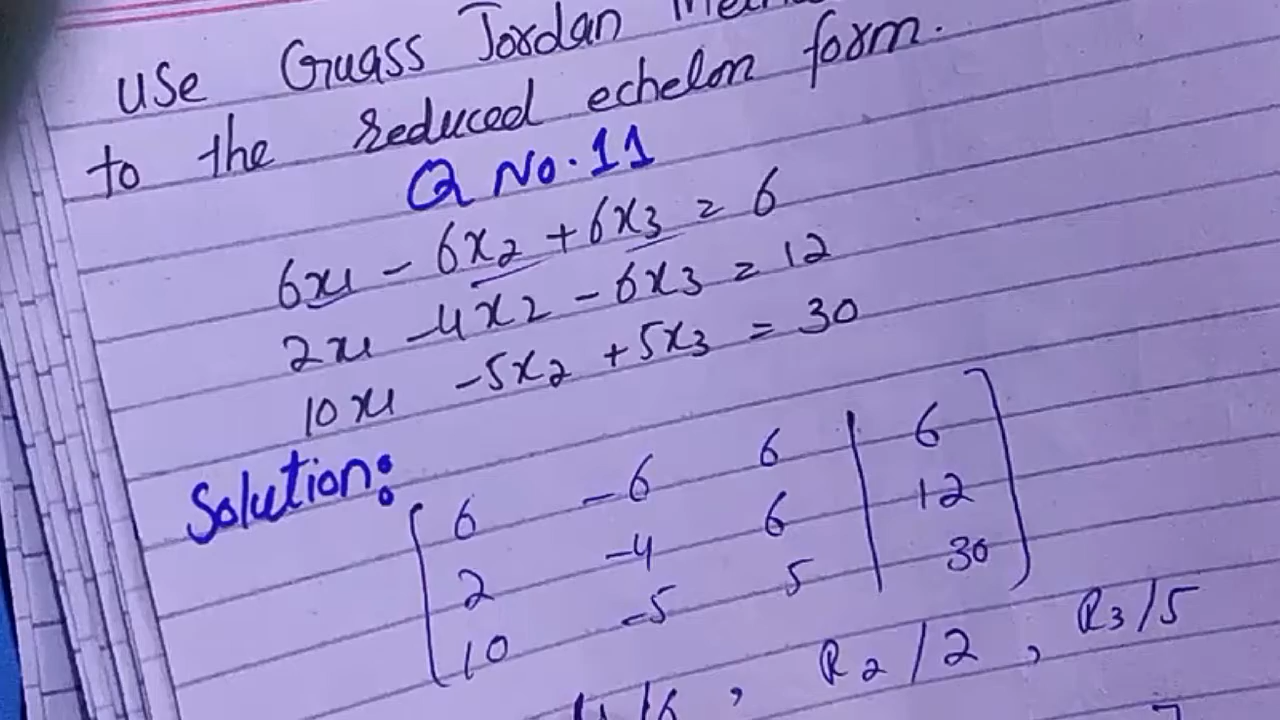 use Guass Jordan
to the reduced echelon form.
Q No. 11
6x1 - 6x2 + 6x3 = 6
2x1 - 4x2 - 6x3 = 12
10x1 - 5x2 + 5x3 = 30
Solution:
6 -6 6 | 6
2 -4 6 | 12
10 -5 5 | 30
R2/2, R3/5